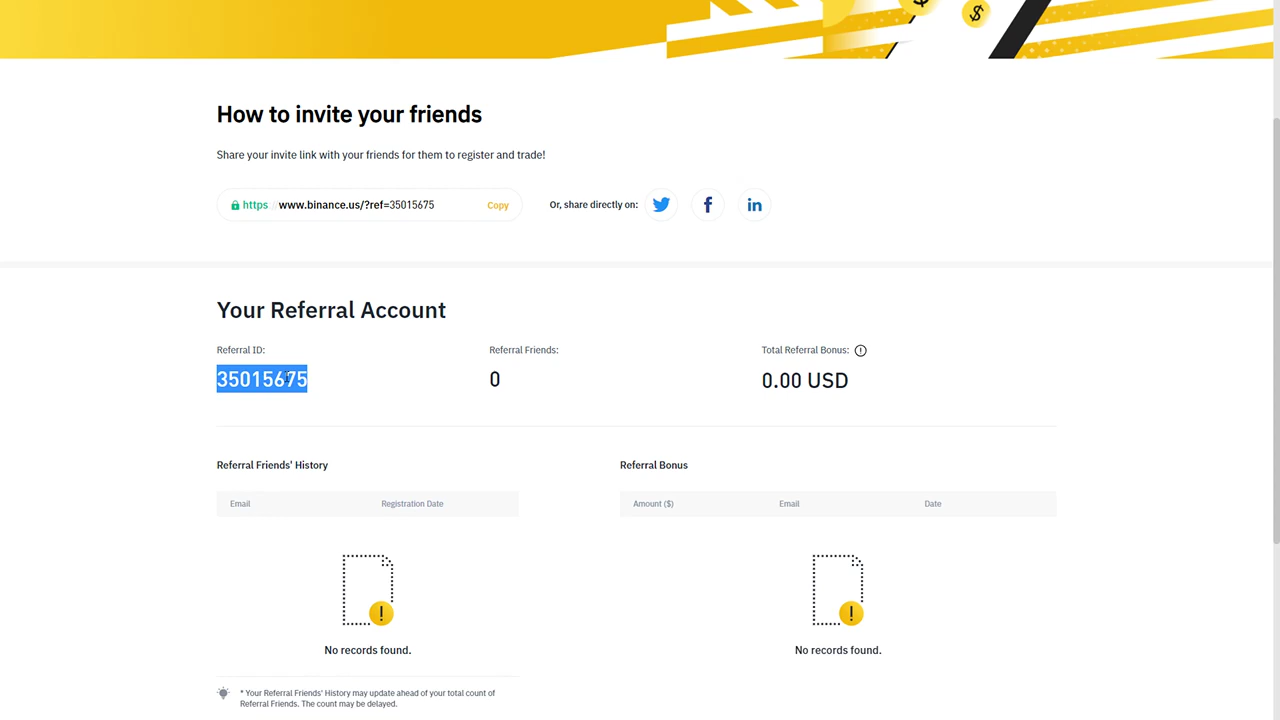 $
$
How to invite your friends
Share your invite link with your friends for them to register and trade!
https://www.binance.us/?ref=35015675 Copy Or, share directly on: f in
Your Referral Account
Referral ID: Referral Friends: Total Referral Bonus: !
35015675 0 0.00 USD
Referral Friends' History Referral Bonus
Email Registration Date Amount ($) Email Date
! !
No records found. No records found.
* Your Referral Friends' History may update ahead of your total count of
Referral Friends. The count may be delayed.